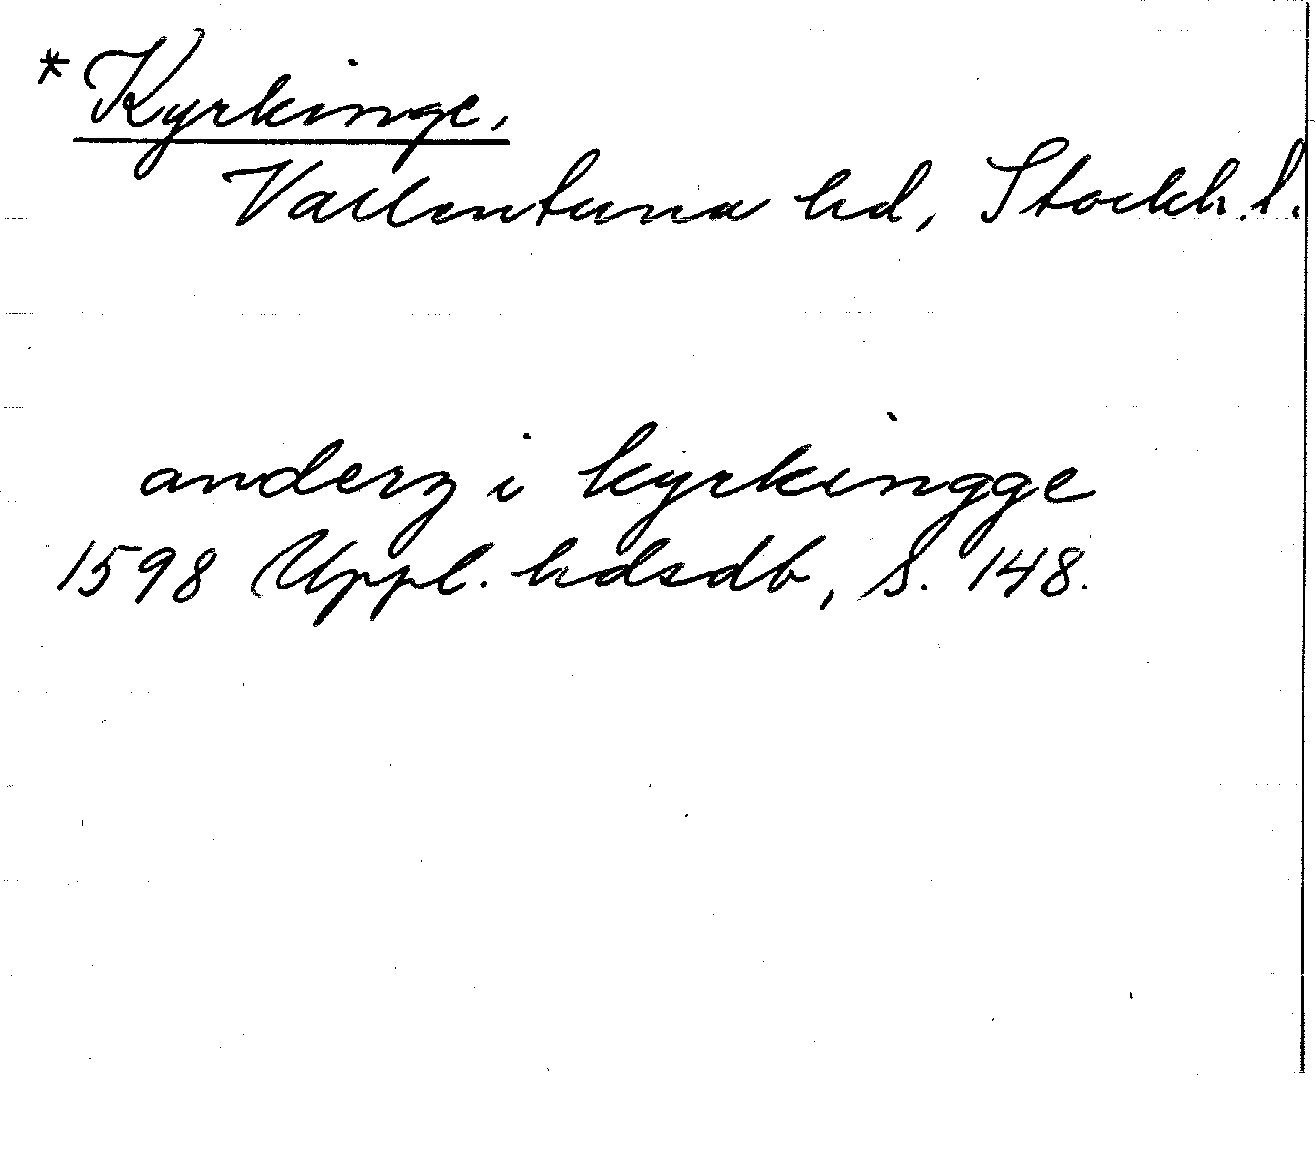 * Kyrkinge,
Vallentuna hd, Stockh. l.
anderz i kyrkingge
1598 Uppl. hdsdb, s. 148.